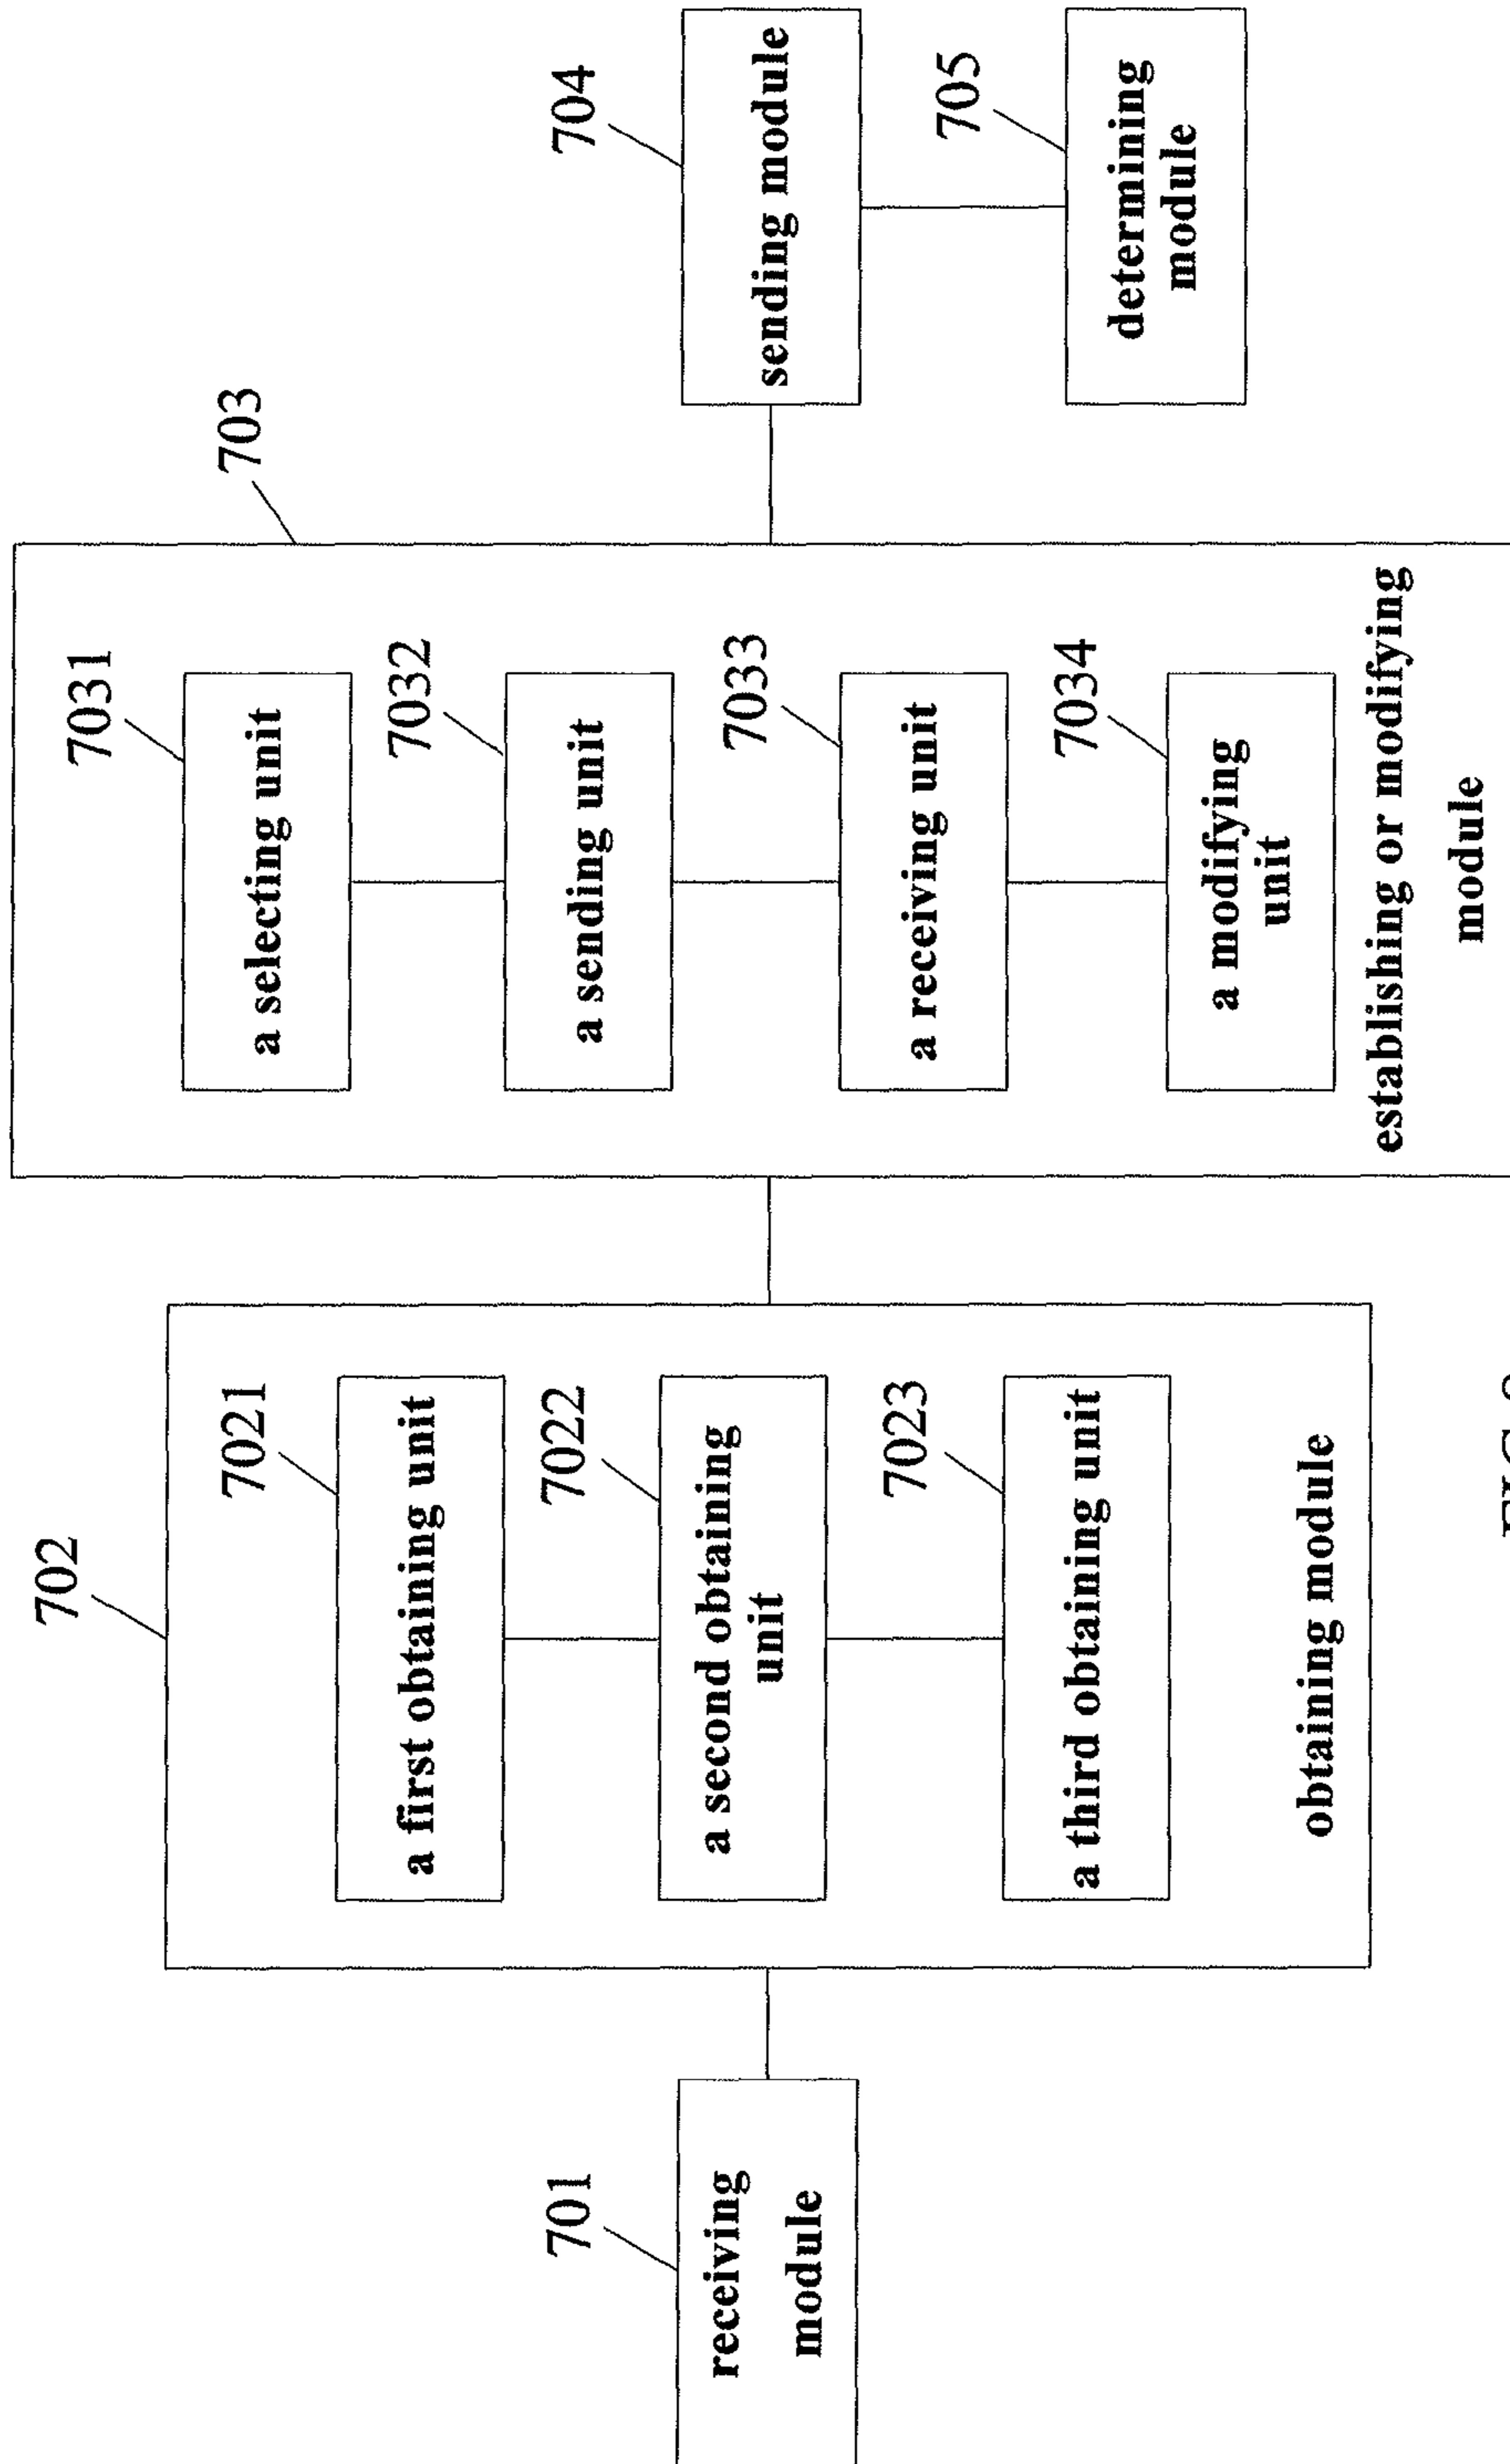 701
receiving
module
702
7021
a first obtaining unit
7022
a second obtaining
unit
7023
a third obtaining unit
obtaining module
703
7031
a selecting unit
7032
a sending unit
7033
a receiving unit
7034
a modifying
unit
establishing or modifying
module
704
sending module
705
determining
module